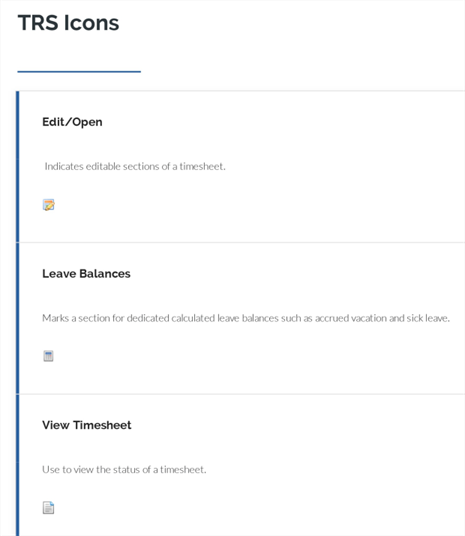 TRS Icons
Edit/Open
Indicates editable sections of a timesheet.
Leave Balances
Marks a section for dedicated calculated leave balances such as accrued vacation and sick leave.
View Timesheet
Use to view the status of a timesheet.